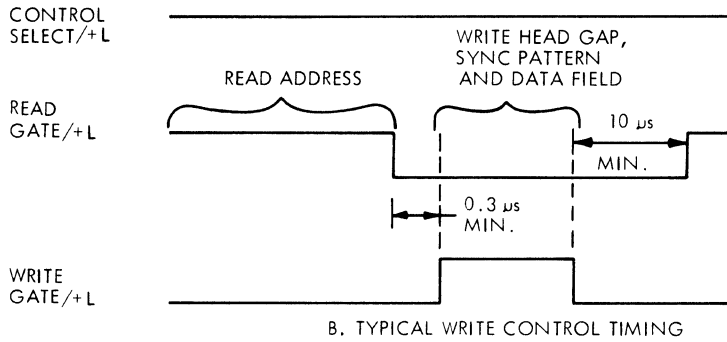 CONTROL
SELECT/+L
WRITE HEAD GAP,
SYNC PATTERN
AND DATA FIELD
READ ADDRESS
READ
GATE/+L
10 μs
MIN.
0.3 μs
MIN.
WRITE
GATE/+L
B. TYPICAL WRITE CONTROL TIMING